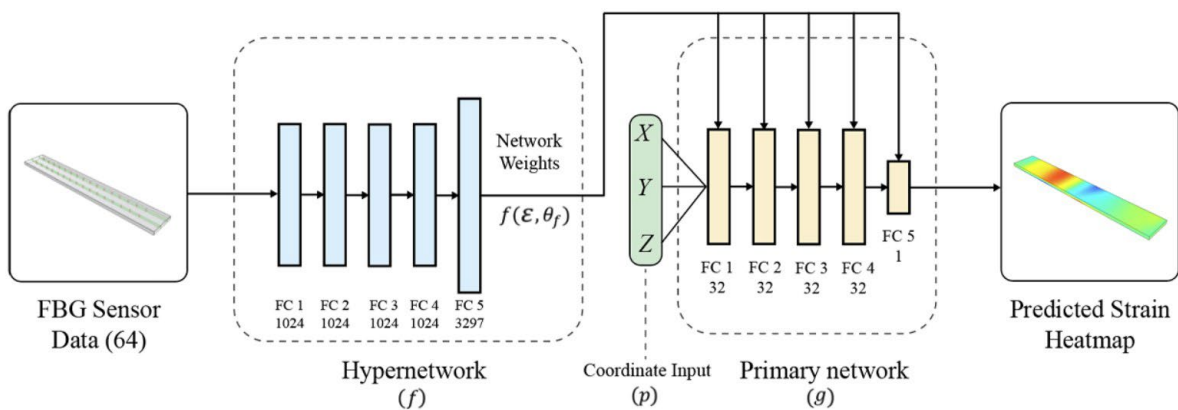 FBG Sensor
Data (64)
FC 1
1024
FC 2
1024
FC 3
1024
FC 4
1024
FC 5
3297
Network
Weights
f(ε, θ_f)
Hypernetwork
(f)
X
Y
Z
Coordinate Input
(p)
FC 1
32
FC 2
32
FC 3
32
FC 4
32
FC 5
1
Primary network
(g)
Predicted Strain
Heatmap